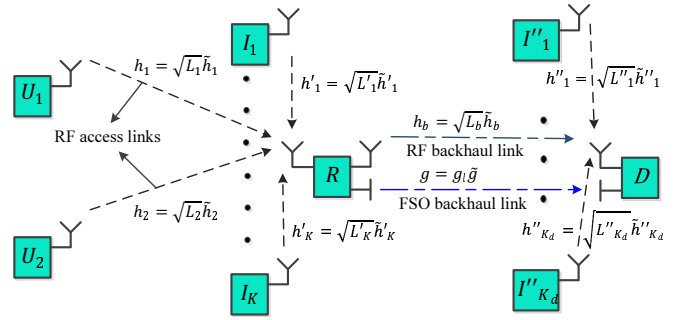 I₁
I''₁
h₁ = √L₁ h̃₁
h'₁ = √L'₁ h̃'₁
h''₁ = √L''₁ h̃''₁
U₁
RF access links
h_b = √L_b h̃_b
RF backhaul link
R
D
g = g_l g̃
FSO backhaul link
h₂ = √L₂ h̃₂
h'_K = √L'_K h̃'_K
h''_{K_d} = √L''_{K_d} h̃''_{K_d}
U₂
I_K
I''_{K_d}